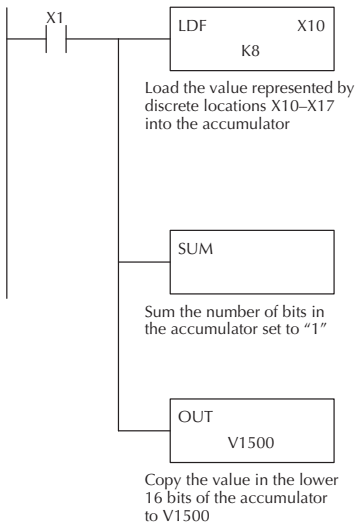 X1
LDF X10
K8
Load the value represented by
discrete locations X10–X17
into the accumulator
SUM
Sum the number of bits in
the accumulator set to “1”
OUT
V1500
Copy the value in the lower
16 bits of the accumulator
to V1500